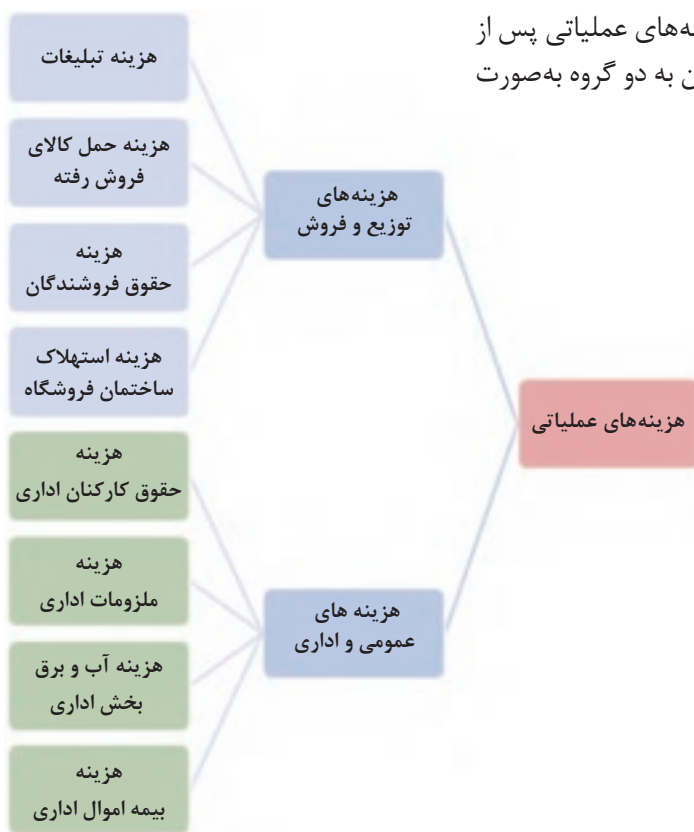 عملیاتی پس از
به دو گروه به‌صورت
هزینه‌های عملیاتی
هزینه‌های
توزیع و فروش
هزینه تبلیغات
هزینه حمل کالای
فروش رفته
هزینه
حقوق فروشندگان
هزینه استهلاک
ساختمان فروشگاه
هزینه های
عمومی و اداری
هزینه
حقوق کارکنان اداری
هزینه
ملزومات اداری
هزینه آب و برق
بخش اداری
هزینه
بیمه اموال اداری